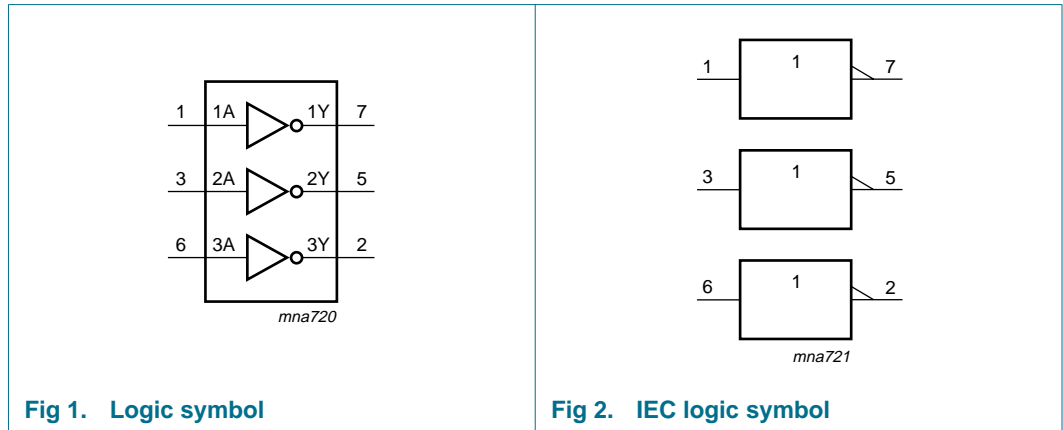 1 1A 1Y 7
3 2A 2Y 5
6 3A 3Y 2
mna720
Fig 1. Logic symbol
1 1 7
3 1 5
6 1 2
mna721
Fig 2. IEC logic symbol